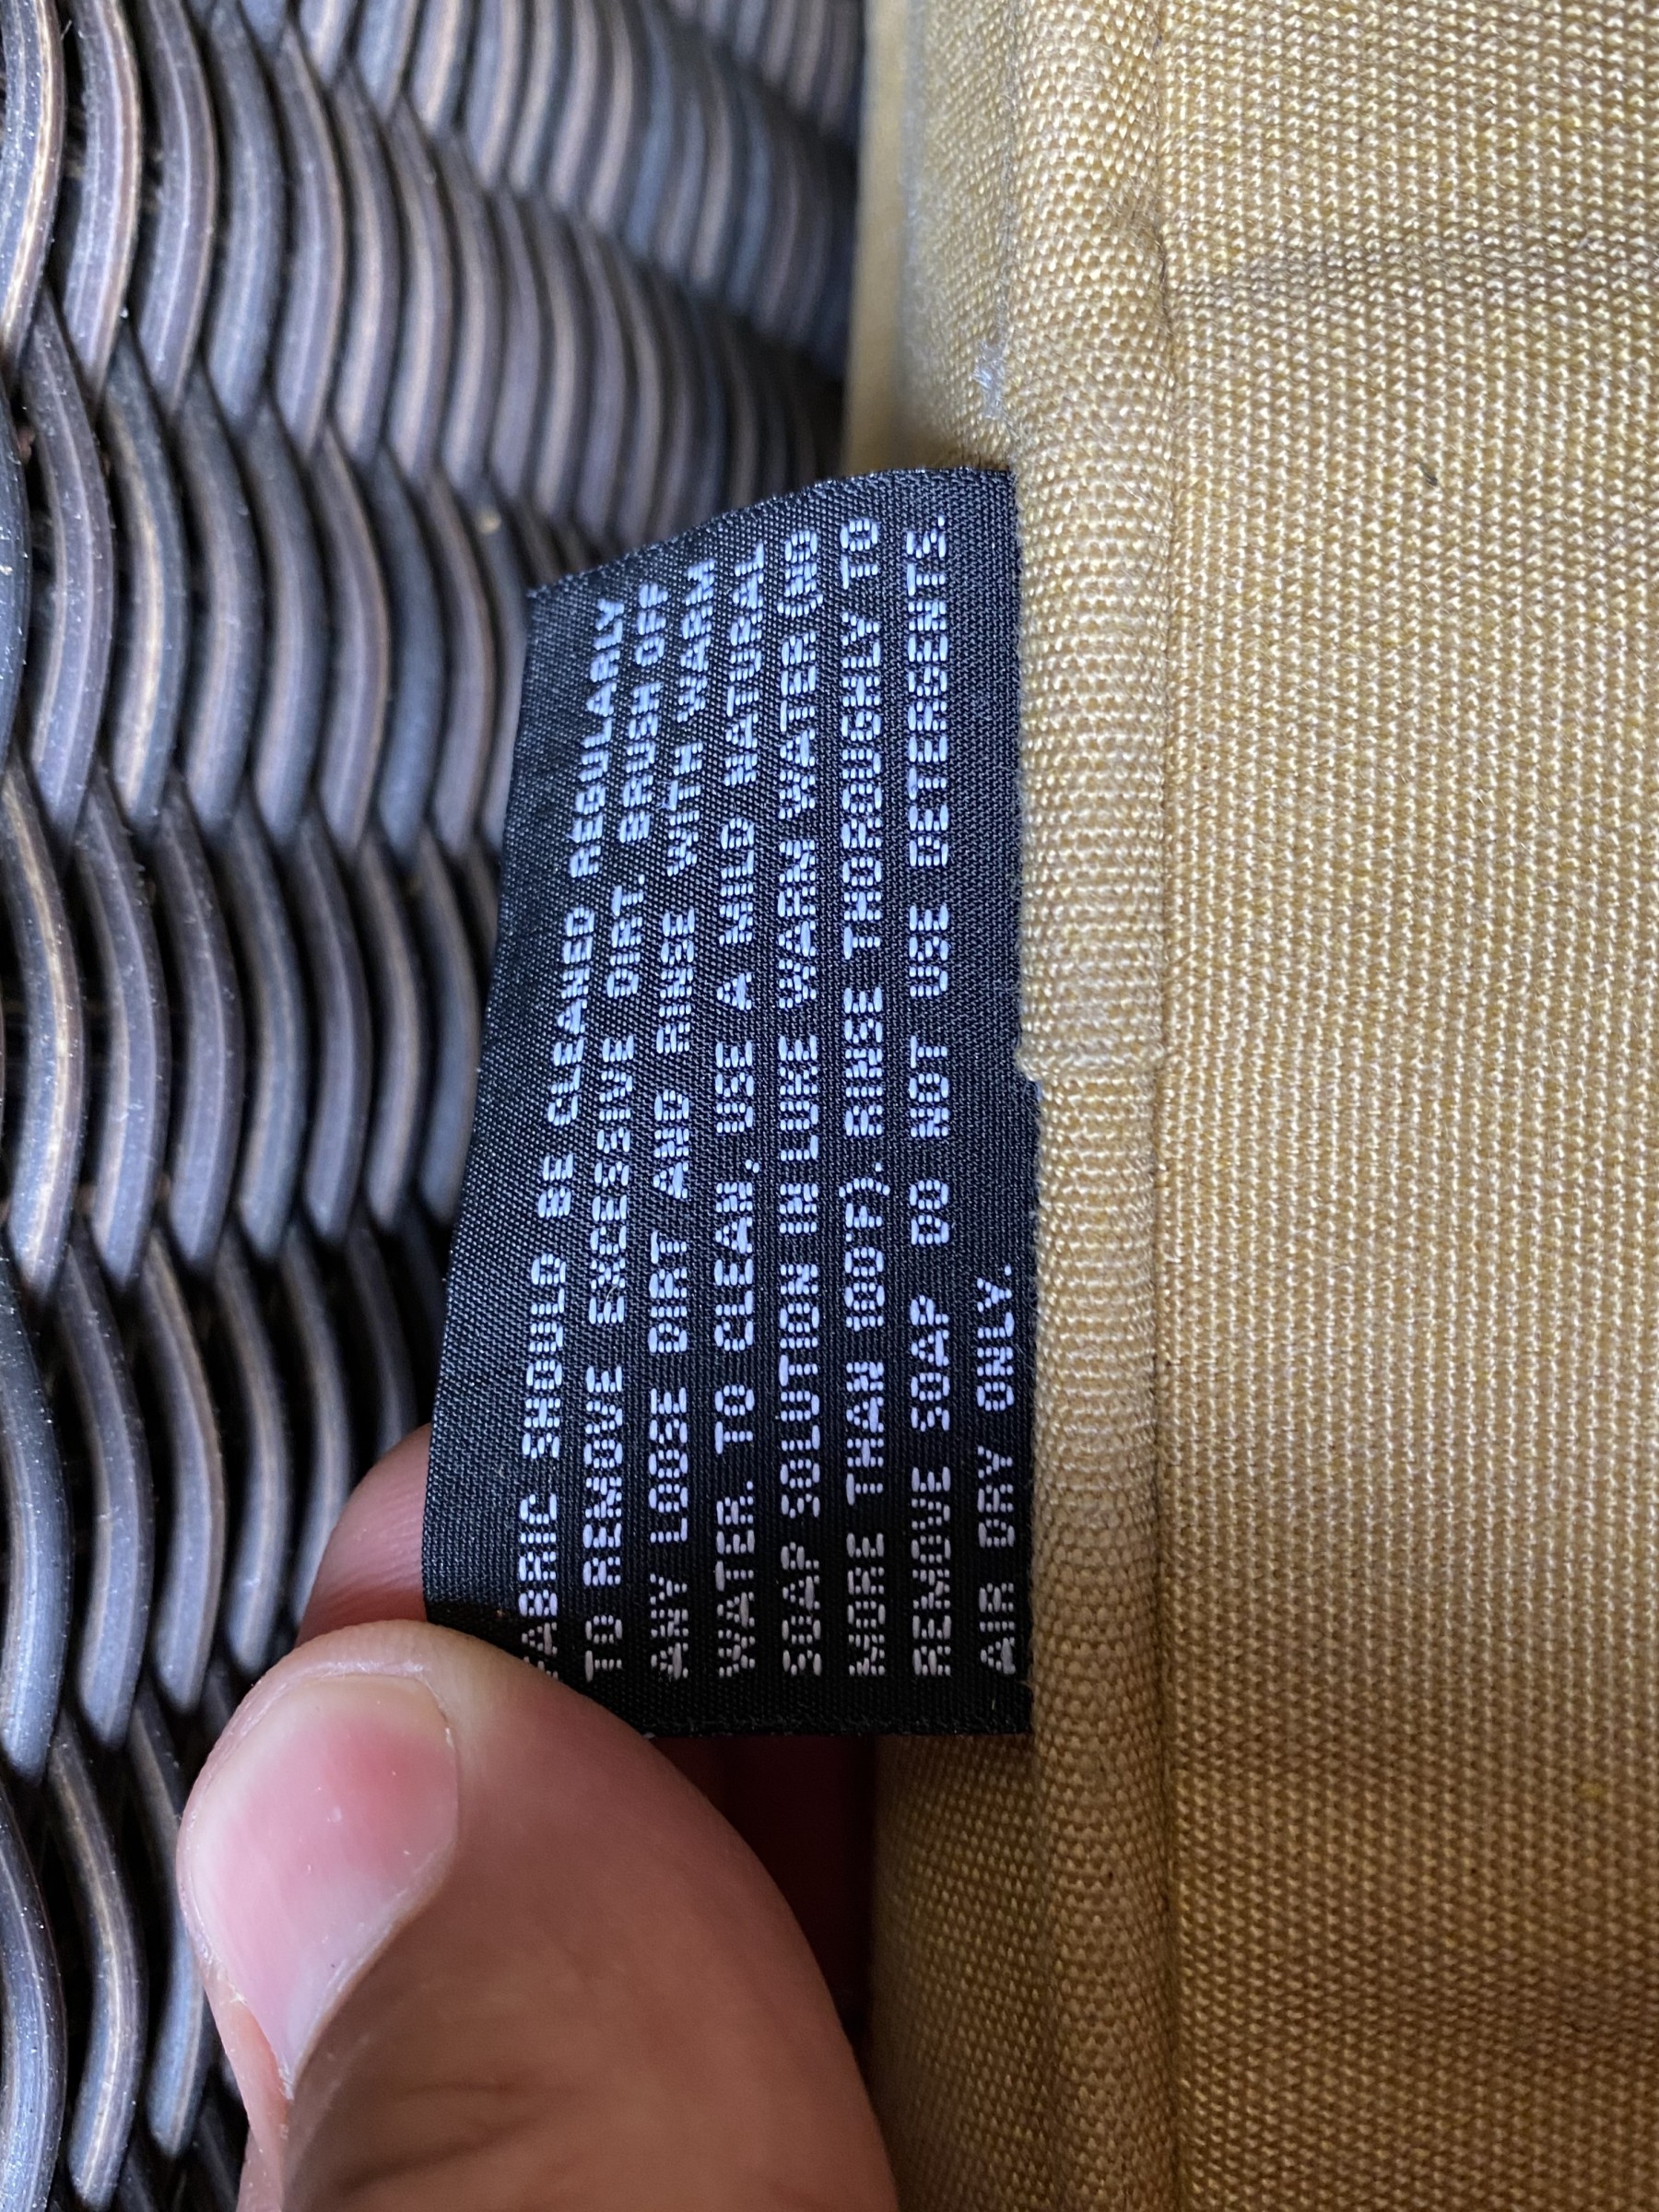 FABRIC SHOULD BE CLEANED REGULARLY
TO REMOVE EXCESSIVE DIRT. BRUSH OFF
ANY LOOSE DIRT AND RINSE WITH WARM
WATER. TO CLEAN, USE A MILD NATURAL
SOAP SOLUTION IN LUKE WARN WATER (NO
MORE THAN 100°F). RINSE THOROUGHLY TO
REMOVE SOAP DO NOT USE DETERGENTS.
AIR DRY ONLY.